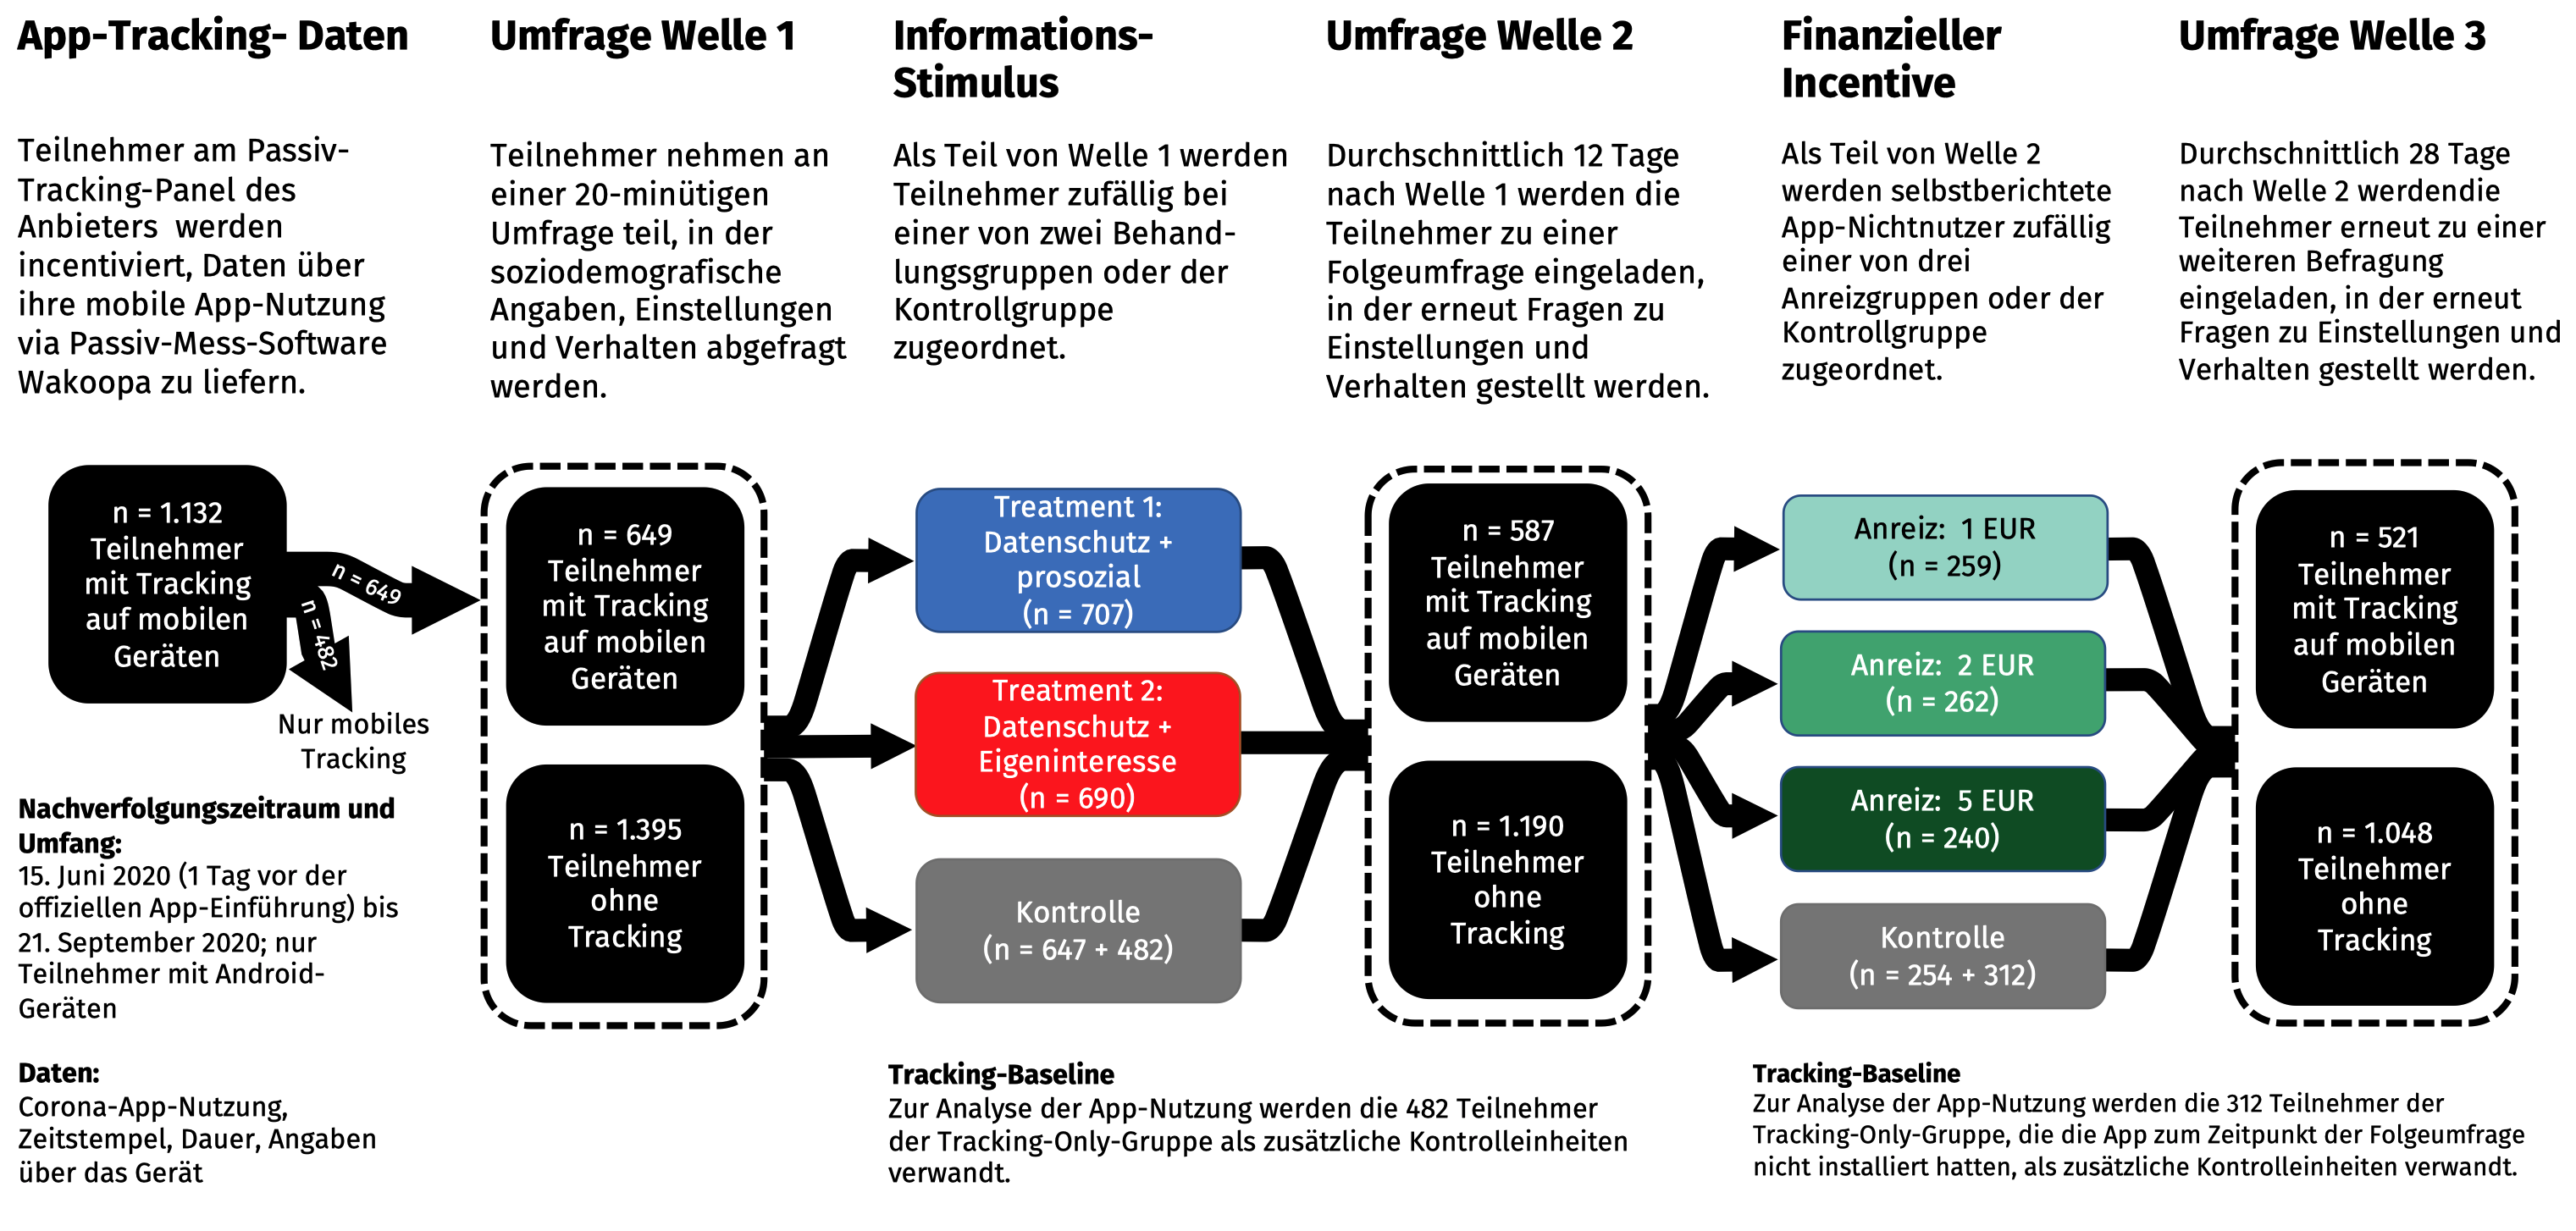 App-Tracking- Daten
Teilnehmer am Passiv-
Tracking-Panel des
Anbieters  werden
incentiviert, Daten über
ihre mobile App-Nutzung
via Passiv-Mess-Software
Wakoopa zu liefern.
n = 1.132
Teilnehmer
mit Tracking
auf mobilen
Geräten
n = 649
n = 482
Nur mobiles
Tracking
Nachverfolgungszeitraum und
Umfang:
15. Juni 2020 (1 Tag vor der
offiziellen App-Einführung) bis
21. September 2020; nur
Teilnehmer mit Android-
Geräten
Daten:
Corona-App-Nutzung,
Zeitstempel, Dauer, Angaben
über das Gerät
Umfrage Welle 1
Teilnehmer nehmen an
einer 20-minütigen
Umfrage teil, in der
soziodemografische
Angaben, Einstellungen
und Verhalten abgefragt
werden.
n = 649
Teilnehmer
mit Tracking
auf mobilen
Geräten
n = 1.395
Teilnehmer
ohne
Tracking
Informations-
Stimulus
Als Teil von Welle 1 werden
Teilnehmer zufällig bei
einer von zwei Behand-
lungsgruppen oder der
Kontrollgruppe
zugeordnet.
Treatment 1:
Datenschutz +
prosozial
(n = 707)
Treatment 2:
Datenschutz +
Eigeninteresse
(n = 690)
Kontrolle
(n = 647 + 482)
Tracking-Baseline
Zur Analyse der App-Nutzung werden die 482 Teilnehmer
der Tracking-Only-Gruppe als zusätzliche Kontrolleinheiten
verwandt.
Umfrage Welle 2
Durchschnittlich 12 Tage
nach Welle 1 werden die
Teilnehmer zu einer
Folgeumfrage eingeladen,
in der erneut Fragen zu
Einstellungen und
Verhalten gestellt werden.
n = 587
Teilnehmer
mit Tracking
auf mobilen
Geräten
n = 1.190
Teilnehmer
ohne
Tracking
Finanzieller
Incentive
Als Teil von Welle 2
werden selbstberichtete
App-Nichtnutzer zufällig
einer von drei
Anreizgruppen oder der
Kontrollgruppe
zugeordnet.
Anreiz:  1 EUR
(n = 259)
Anreiz:  2 EUR
(n = 262)
Anreiz:  5 EUR
(n = 240)
Kontrolle
(n = 254 + 312)
Tracking-Baseline
Zur Analyse der App-Nutzung werden die 312 Teilnehmer der
Tracking-Only-Gruppe, die die App zum Zeitpunkt der Folgeumfrage
nicht installiert hatten, als zusätzliche Kontrolleinheiten verwandt.
Umfrage Welle 3
Durchschnittlich 28 Tage
nach Welle 2 werdendie
Teilnehmer erneut zu einer
weiteren Befragung
eingeladen, in der erneut
Fragen zu Einstellungen und
Verhalten gestellt werden.
n = 521
Teilnehmer
mit Tracking
auf mobilen
Geräten
n = 1.048
Teilnehmer
ohne
Tracking